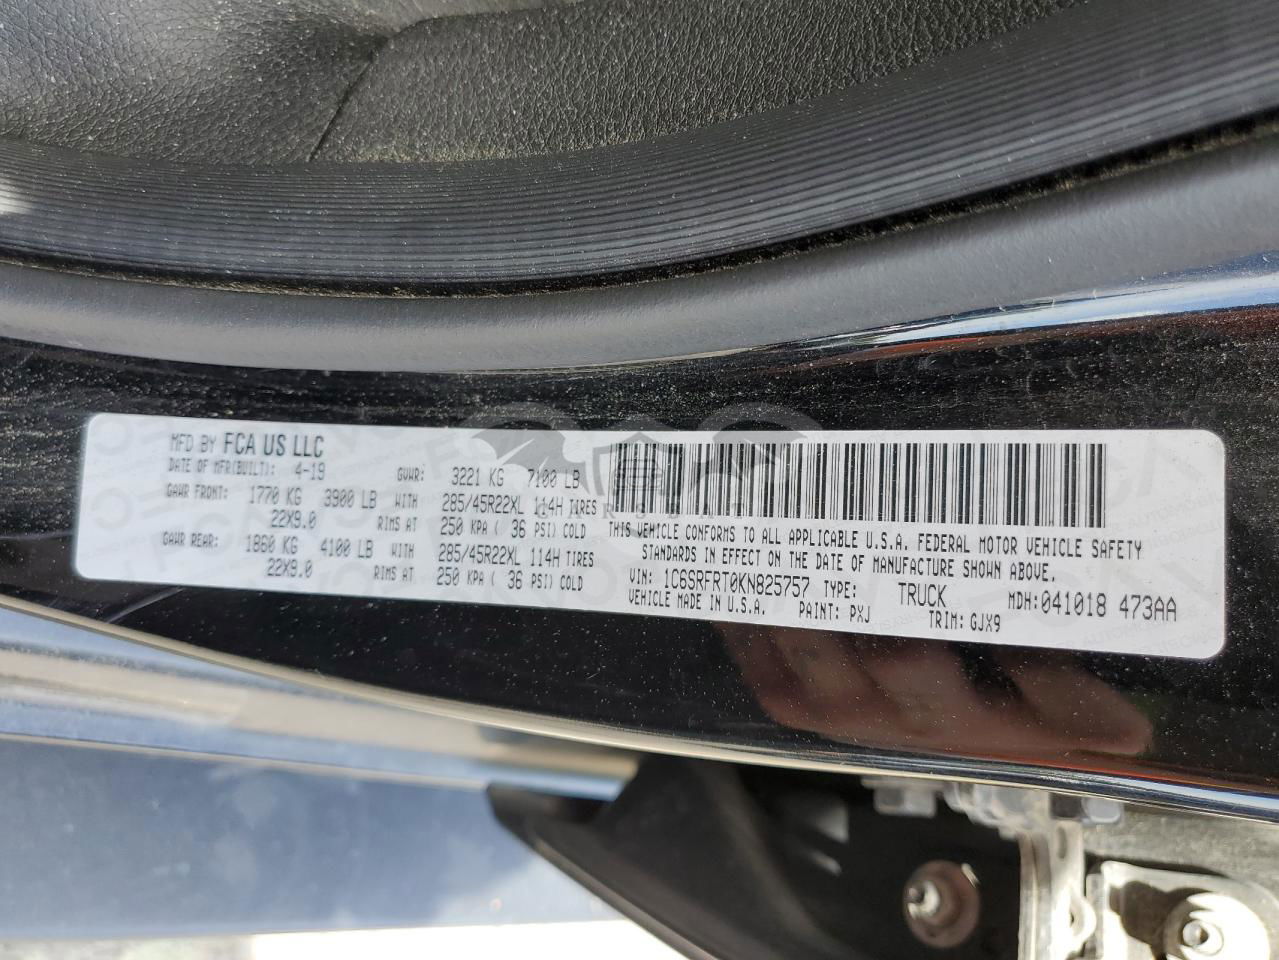 MFD BY FCA US LLC
DATE OF MFR(BUILT): 4-19 GVWR: 3221 KG 7100 LB
GAWR FRONT: 1770 KG 3900 LB WITH 285/45R22XL 114H TIRES
22X9.0 RIMS AT 250 KPA ( 36 PSI) COLD
GAWR REAR: 1860 KG 4100 LB WITH 285/45R22XL 114H TIRES
22X9.0 RIMS AT 250 KPA ( 36 PSI) COLD
THIS VEHICLE CONFORMS TO ALL APPLICABLE U.S.A. FEDERAL MOTOR VEHICLE SAFETY
STANDARDS IN EFFECT ON THE DATE OF MANUFACTURE SHOWN ABOVE.
VIN: 1C6SRFRT0KN825757 TYPE: TRUCK MDH: 041018 473AA
VEHICLE MADE IN U.S.A. PAINT: PXJ TRIM: GJX9